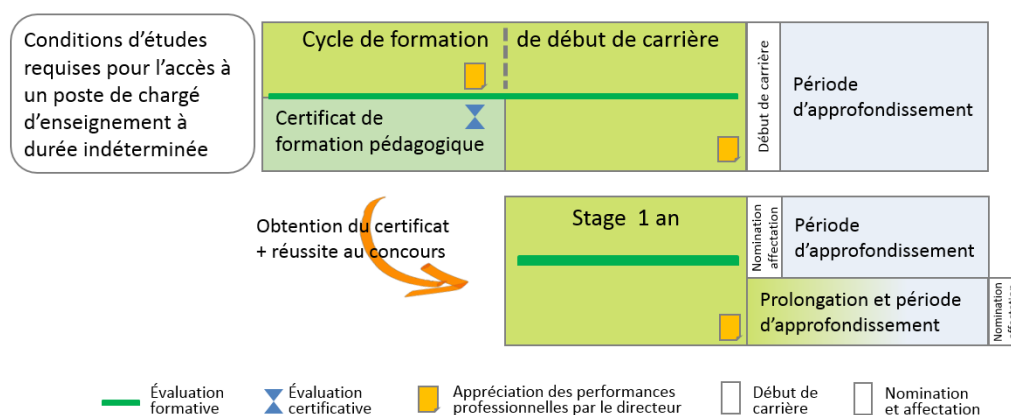 Conditions d'études
requises pour l'accès à
un poste de chargé
d'enseignement à
durée indéterminée
Cycle de formation de début de carrière
Certificat de
formation pédagogique
Début de carrière
Période
d'approfondissement
Obtention du certificat
+ réussite au concours
Stage 1 an
Nomination
affectation
Période
d'approfondissement
Prolongation et période
d'approfondissement
Nomination
affectation
Évaluation
formative
Évaluation
certificative
Appréciation des performances
professionnelles par le directeur
Début de
carrière
Nomination
et affectation